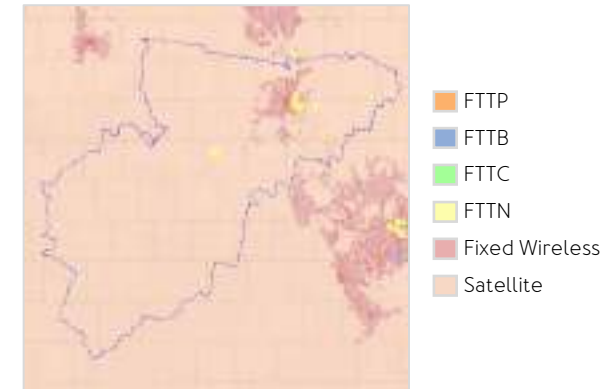 FTTP
FTTB
FTTC
FTTN
Fixed Wireless
Satellite